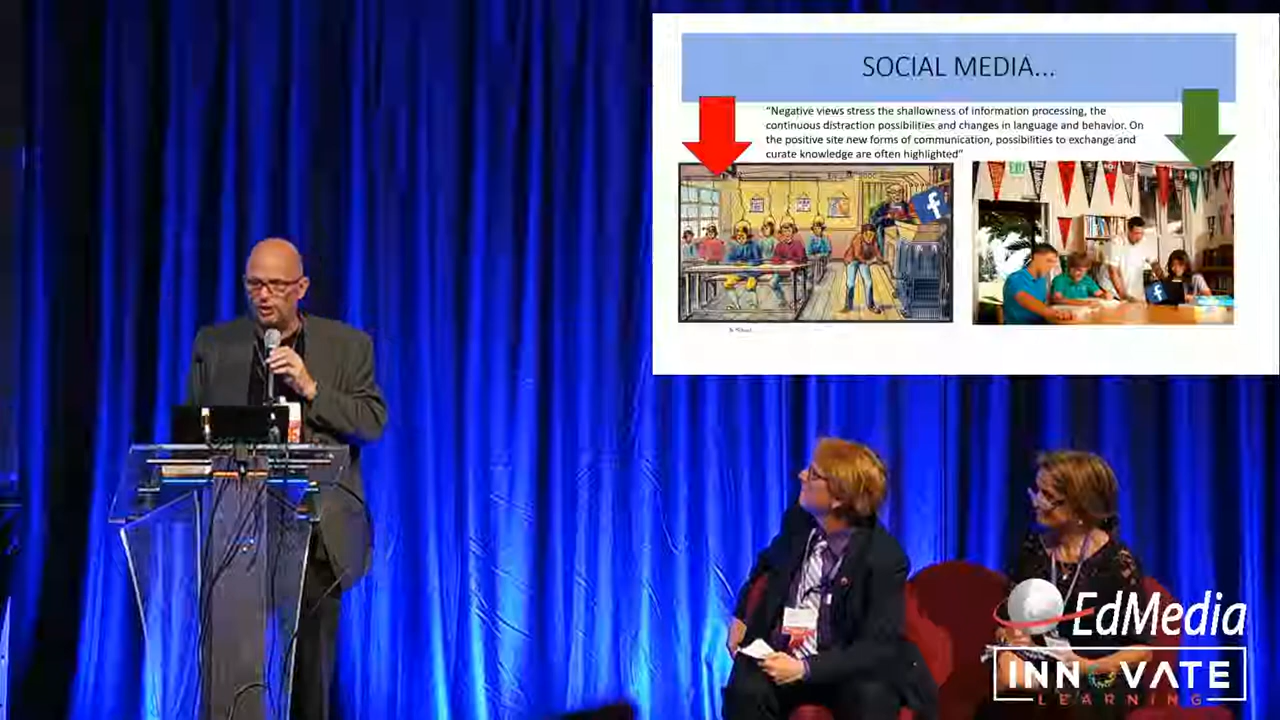 SOCIAL MEDIA...
"Negative views stress the shallowness of information processing, the
continuous distraction possibilities and changes in language and behavior. On
the positive site new forms of communication, possibilities to exchange and
curate knowledge are often highlighted"
EXIT
f
f
EdMedia
INNOVATE
LEARNING